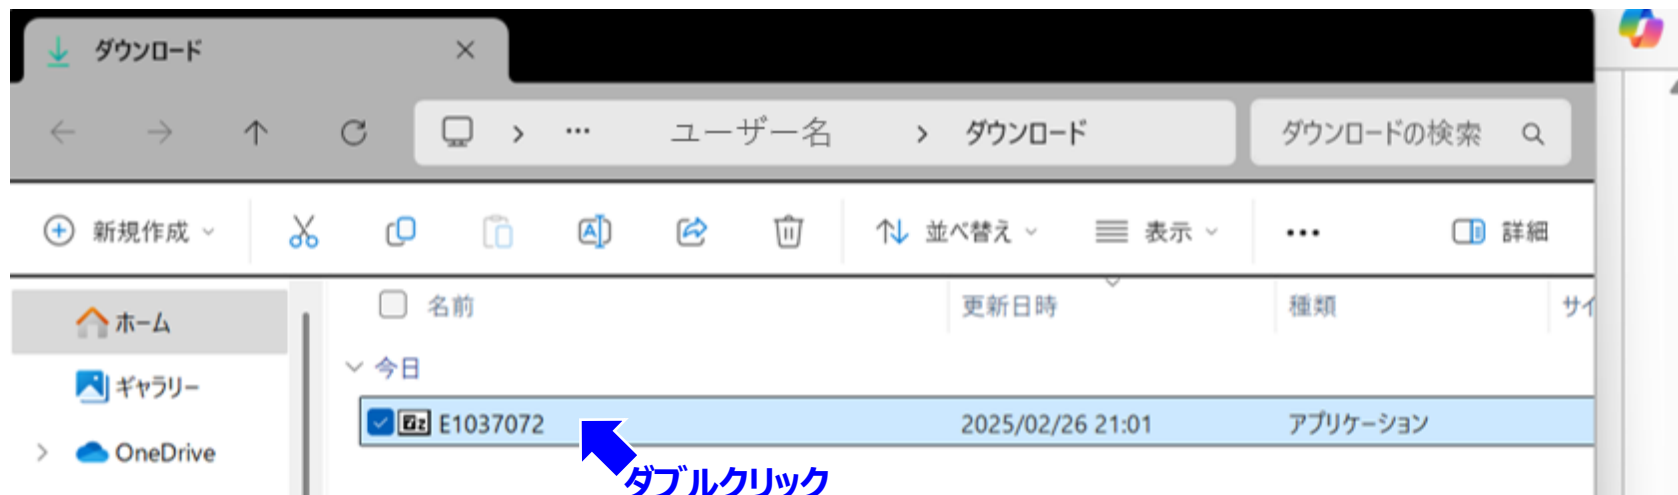 ダウンロード
ユーザー名
ダウンロード
ダウンロードの検索
新規作成
並べ替え
表示
詳細
名前
更新日時
種類
サイ
ホーム
今日
ギャラリー
E1037072
2025/02/26 21:01
アプリケーション
OneDrive
ダブルクリック